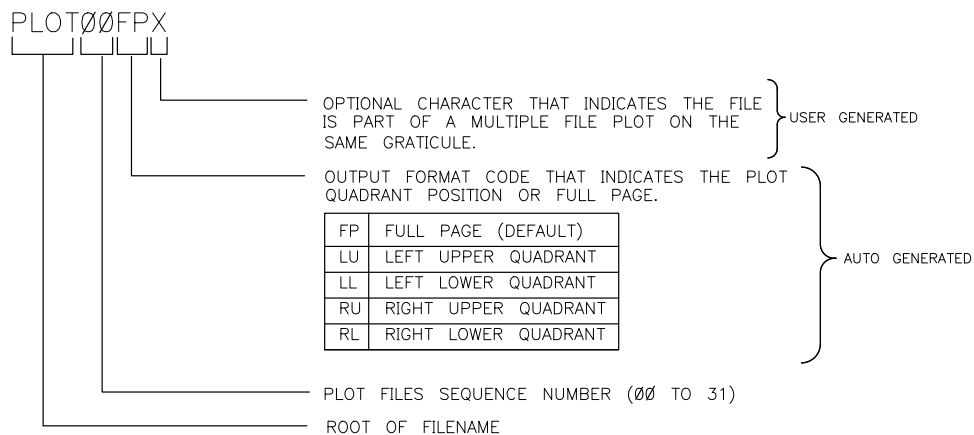 PLOTØØFPX
OPTIONAL CHARACTER THAT INDICATES THE FILE
IS PART OF A MULTIPLE FILE PLOT ON THE
SAME GRATICULE.
USER GENERATED
OUTPUT FORMAT CODE THAT INDICATES THE PLOT
QUADRANT POSITION OR FULL PAGE.
FP FULL PAGE (DEFAULT)
LU LEFT UPPER QUADRANT
LL LEFT LOWER QUADRANT
RU RIGHT UPPER QUADRANT
RL RIGHT LOWER QUADRANT
AUTO GENERATED
PLOT FILES SEQUENCE NUMBER (ØØ TO 31)
ROOT OF FILENAME